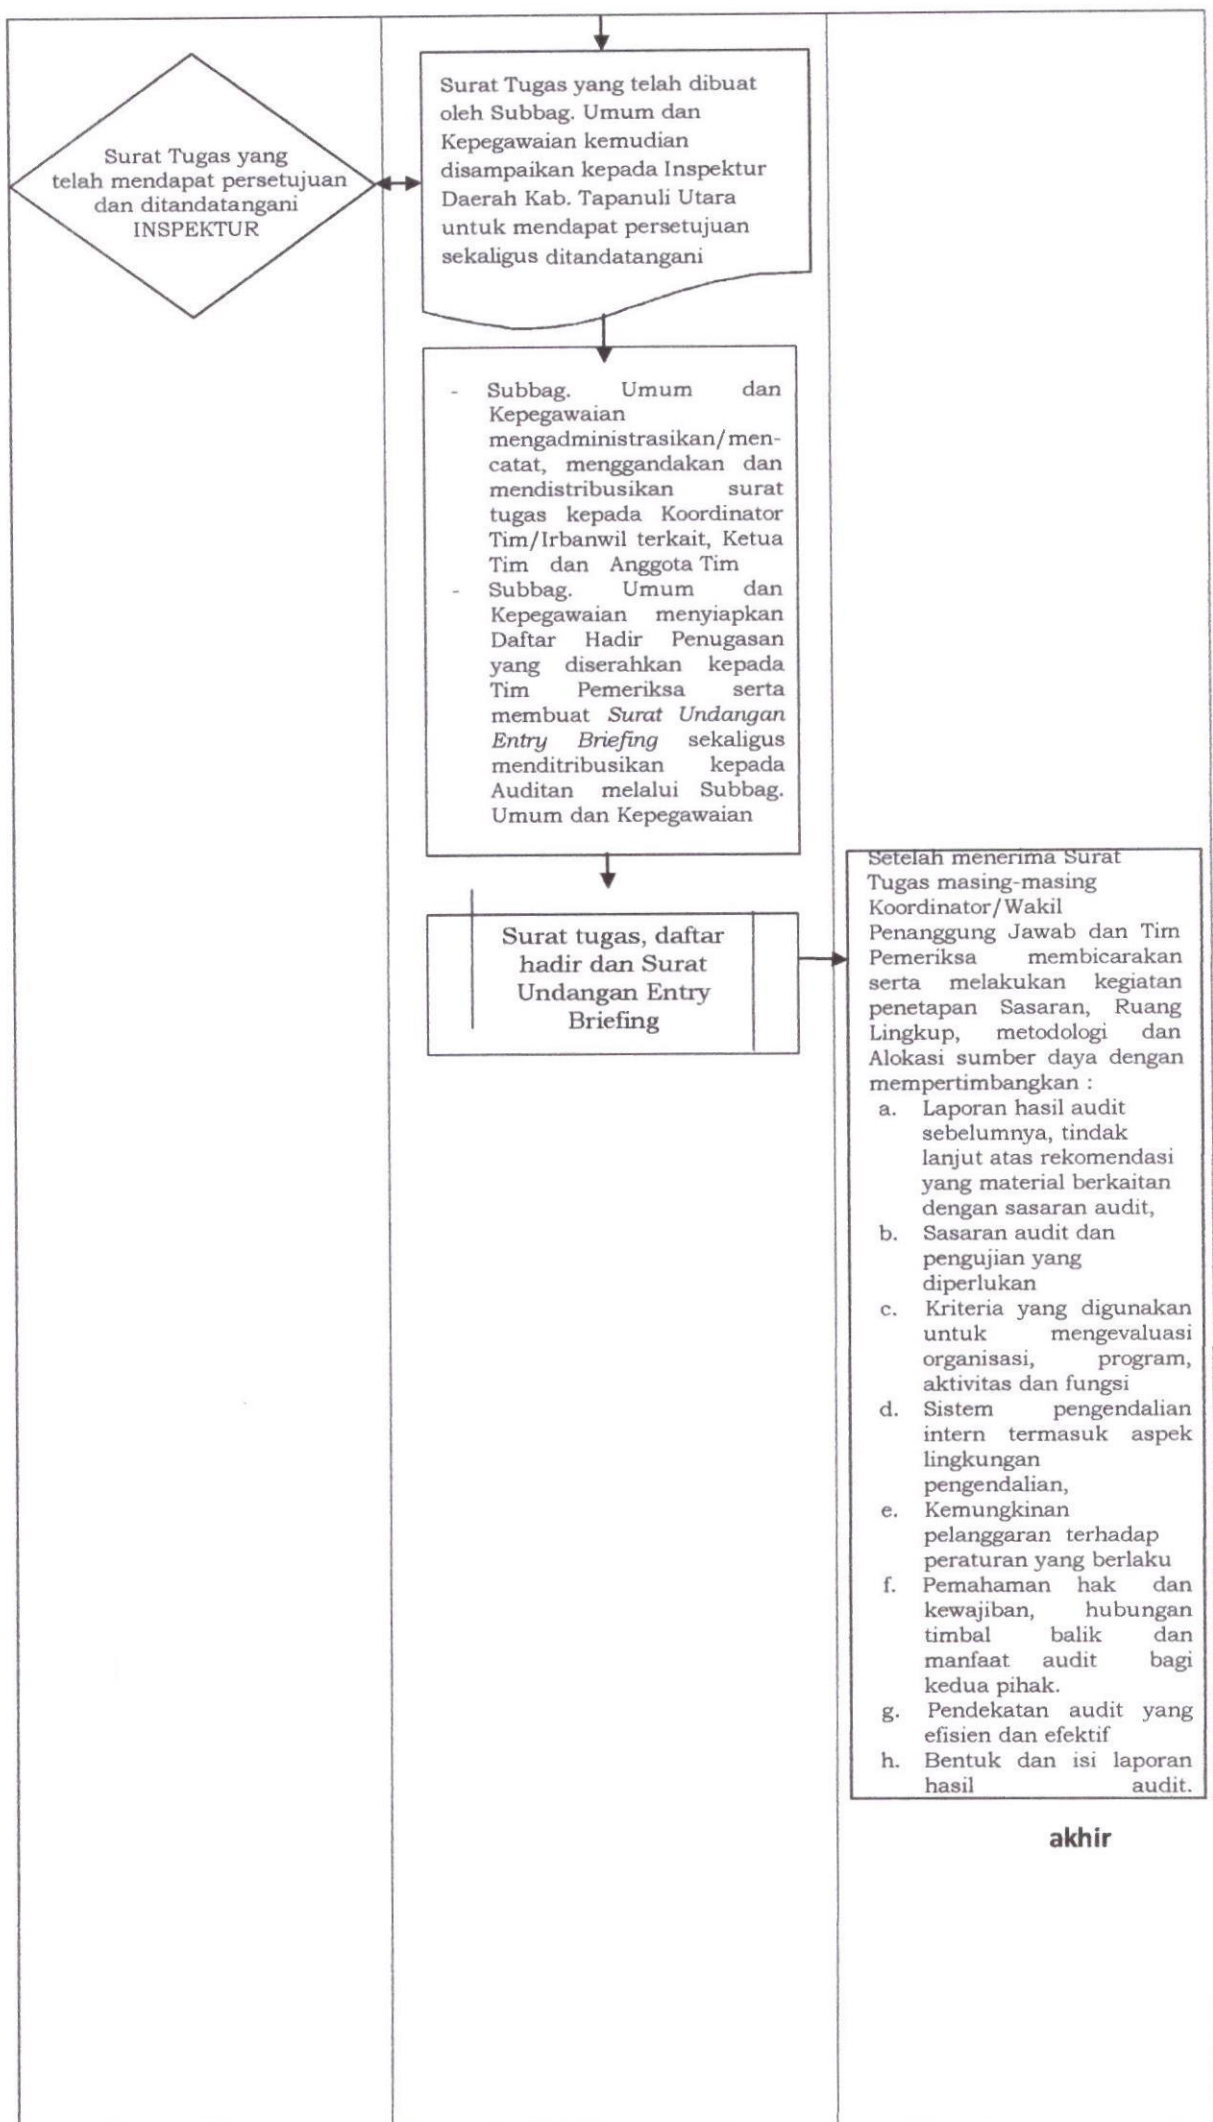 Surat Tugas yang
telah mendapat persetujuan
dan ditandatangani
INSPEKTUR
Surat Tugas yang telah dibuat
oleh Subbag. Umum dan
Kepegawaian kemudian
disampaikan kepada Inspektur
Daerah Kab. Tapanuli Utara
untuk mendapat persetujuan
sekaligus ditandatangani
- Subbag. Umum dan
Kepegawaian
mengadministrasikan/men-
catat, menggandakan dan
mendistribusikan surat
tugas kepada Koordinator
Tim/Irbanwil terkait, Ketua
Tim dan Anggota Tim
- Subbag. Umum dan
Kepegawaian menyiapkan
Daftar Hadir Penugasan
yang diserahkan kepada
Tim Pemeriksa serta
membuat Surat Undangan
Entry Briefing sekaligus
menditribusikan kepada
Auditan melalui Subbag.
Umum dan Kepegawaian
Surat tugas, daftar
hadir dan Surat
Undangan Entry
Briefing
Setelah menerima Surat
Tugas masing-masing
Koordinator/Wakil
Penanggung Jawab dan Tim
Pemeriksa membicarakan
serta melakukan kegiatan
penetapan Sasaran, Ruang
Lingkup, metodologi dan
Alokasi sumber daya dengan
mempertimbangkan :
a. Laporan hasil audit
sebelumnya, tindak
lanjut atas rekomendasi
yang material berkaitan
dengan sasaran audit,
b. Sasaran audit dan
pengujian yang
diperlukan
c. Kriteria yang digunakan
untuk mengevaluasi
organisasi, program,
aktivitas dan fungsi
d. Sistem pengendalian
intern termasuk aspek
lingkungan
pengendalian,
e. Kemungkinan
pelanggaran terhadap
peraturan yang berlaku
f. Pemahaman hak dan
kewajiban, hubungan
timbal balik dan
manfaat audit bagi
kedua pihak.
g. Pendekatan audit yang
efisien dan efektif
h. Bentuk dan isi laporan
hasil audit.
akhir